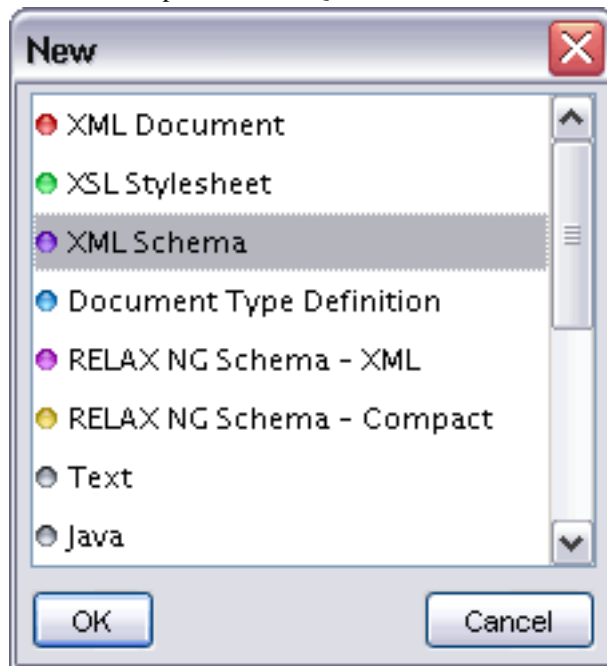 New
XML Document
XSL Stylesheet
XML Schema
Document Type Definition
RELAX NG Schema - XML
RELAX NG Schema - Compact
Text
Java
OK
Cancel